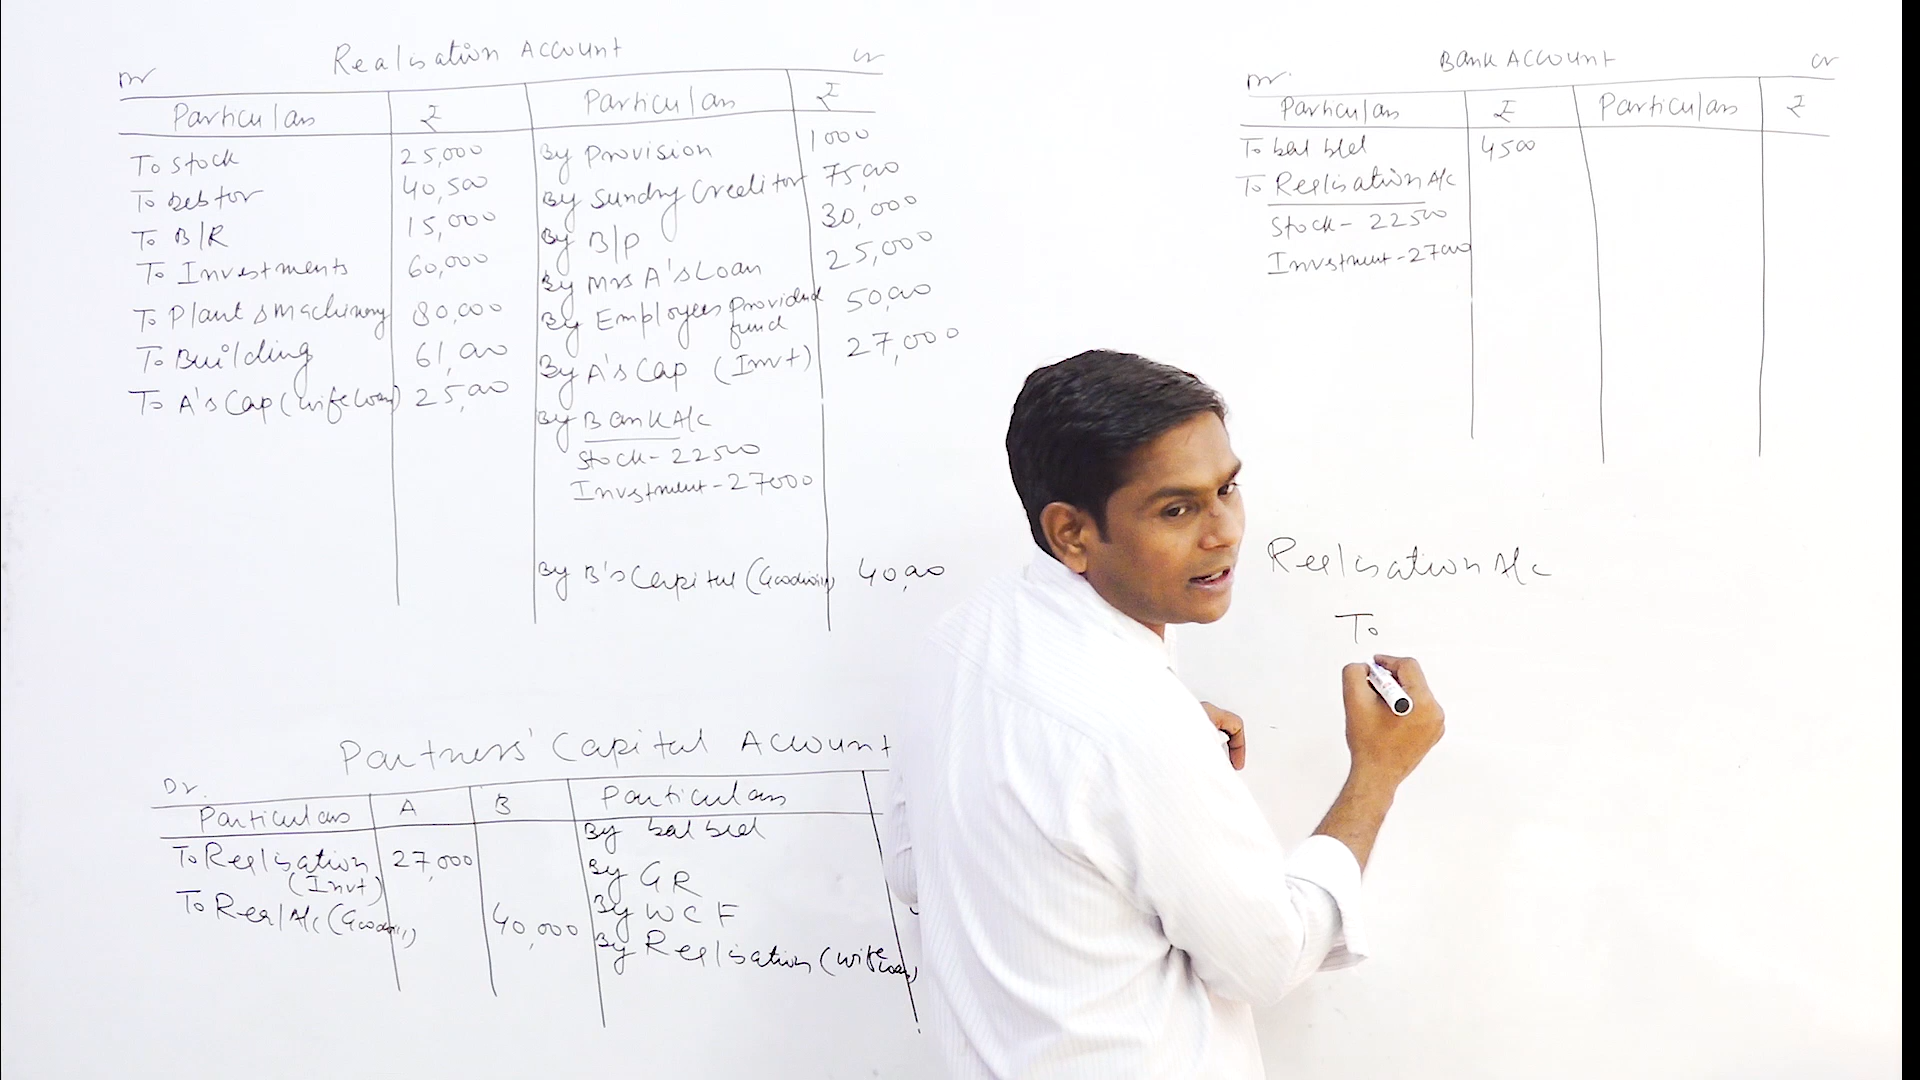 Realisation Account
Dr
Cr
Particulars ₹ Particulars ₹
To Stock 25,000 By Provision 1000
To Debtor 40,500 By Sundry Creditor 75,000
To B/R 15,000 By B/P 30,000
To Investments 60,000 By Mrs A's Loan 25,000
To Plant & machinery 80,000 By Employees Provident fund 50,000
To Building 61,000 By A's Cap (Invt) 27,000
To A's Cap (wife loan) 25,000 By Bank A/c
Stock - 22500
Investment - 27000
By B's Capital (Goodwill) 40,000
Bank Account
Dr.
Cr
Particulars ₹ Particulars ₹
To bal b/d 4500
To Realisation A/c
Stock - 22500
Investment - 27000
Realisation A/c
To
Partners' Capital Account
Dr.
Particulars A B Particulars
By bal b/d
To Realisation (Invt) 27,000 By GR
To Real A/c (Goodwill) 40,000 By WCF
By Realisation (wife loan)